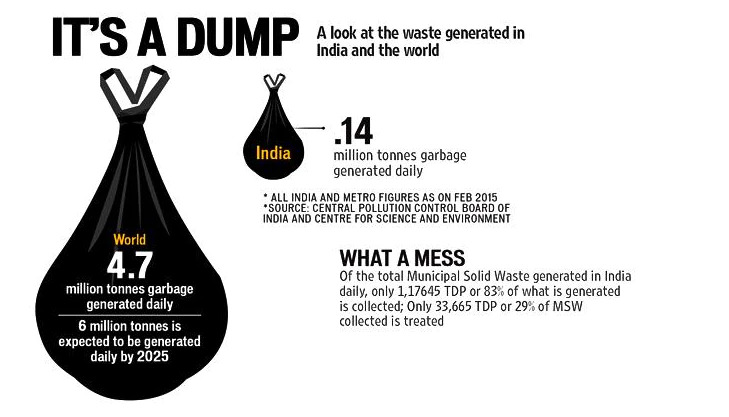 IT'S A DUMP
A look at the waste generated in
India and the world
India
.14
million tonnes garbage
generated daily
* ALL INDIA AND METRO FIGURES AS ON FEB 2015
*SOURCE: CENTRAL POLLUTION CONTROL BOARD OF
INDIA AND CENTRE FOR SCIENCE AND ENVIRONMENT
World
4.7
million tonnes garbage
generated daily
6 million tonnes is
expected to be generated
daily by 2025
WHAT A MESS
Of the total Municipal Solid Waste generated in India
daily, only 1,17645 TDP or 83% of what is generated
is collected; Only 33,665 TDP or 29% of MSW
collected is treated